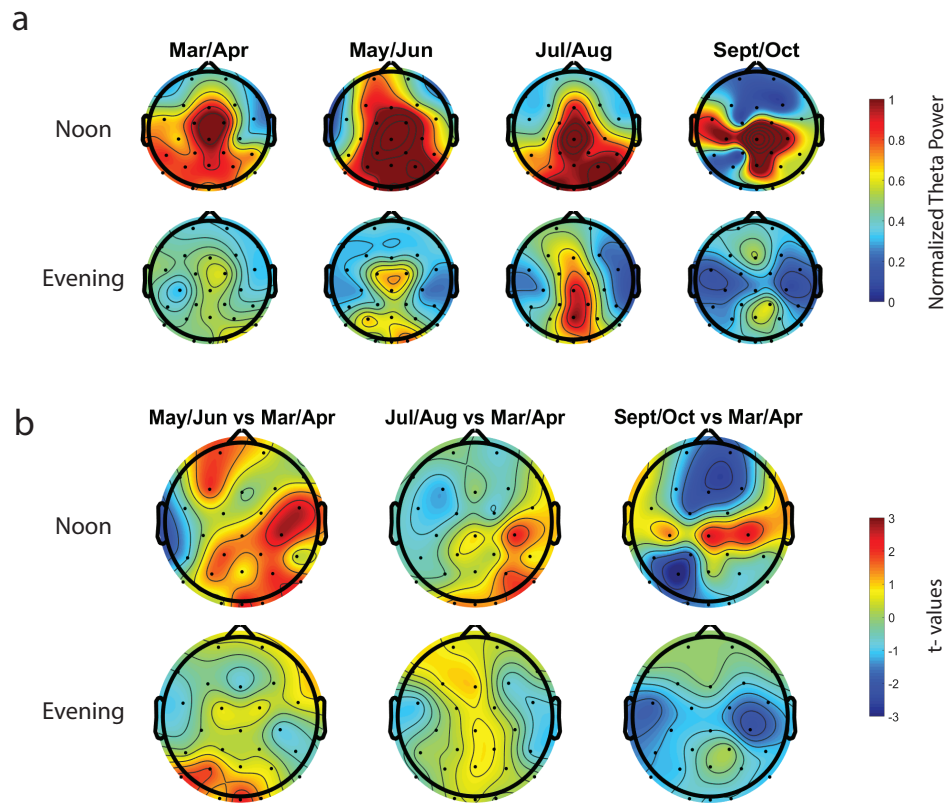 a
Mar/Apr May/Jun Jul/Aug Sept/Oct
Noon
Evening
1
0.8
0.6
0.4
0.2
0
Normalized Theta Power
b
May/Jun vs Mar/Apr Jul/Aug vs Mar/Apr Sept/Oct vs Mar/Apr
Noon
Evening
3
2
1
0
-1
-2
-3
t- values